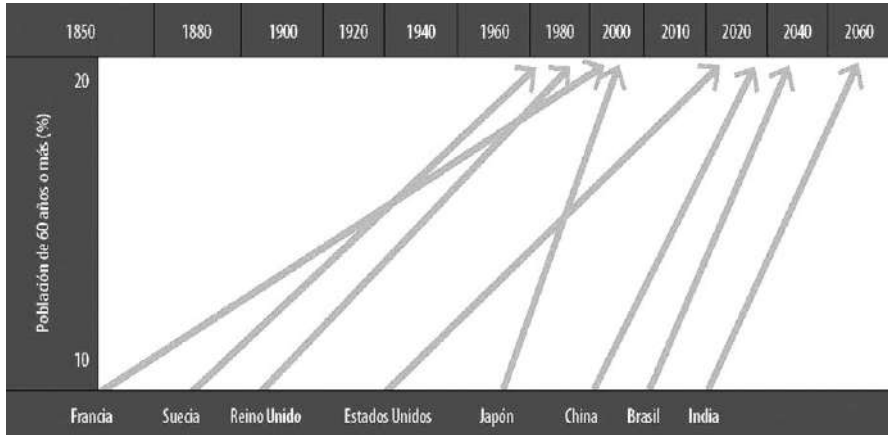 1850 1880 1900 1920 1940 1960 1980 2000 2010 2020 2040 2060
20
Población de 60 años o más (%)
10
Francia Suecia Reino Unido Estados Unidos Japón China Brasil India